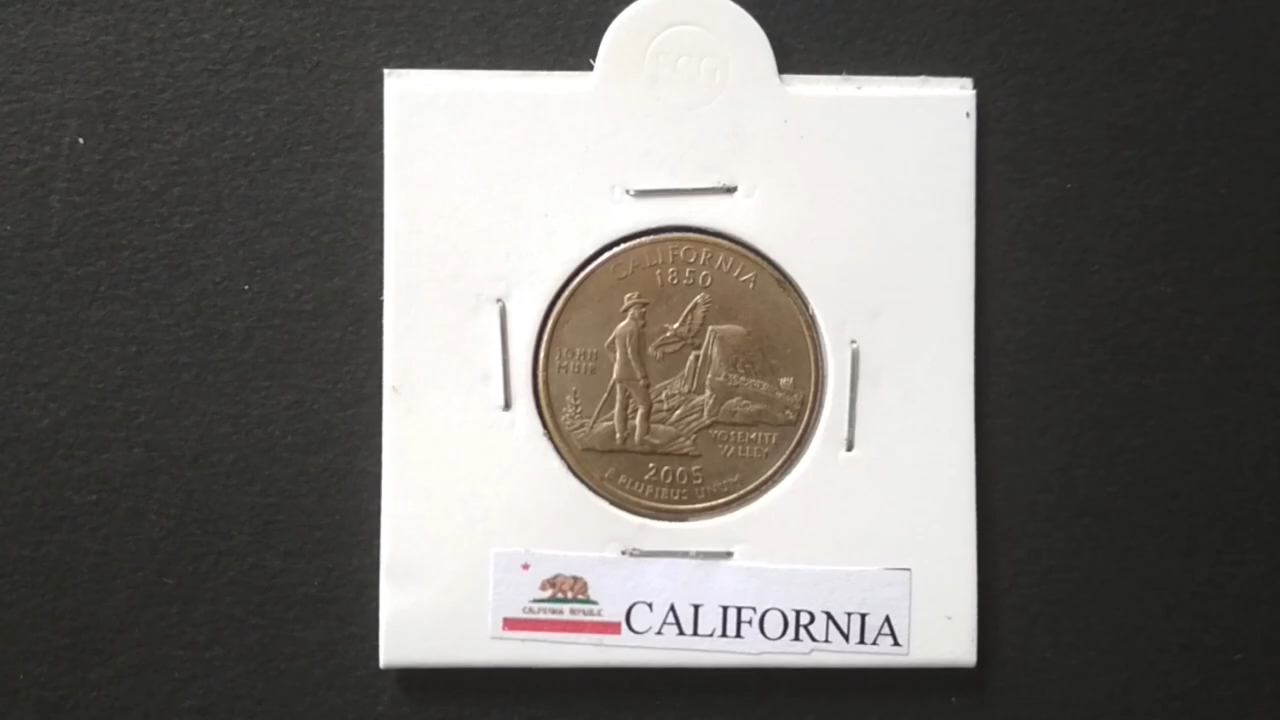 CALIFORNIA
1850
JOHN
MUIR
YOSEMITE
VALLEY
2005
E PLURIBUS UNUM
CALIFORNIA REPUBLIC
CALIFORNIA